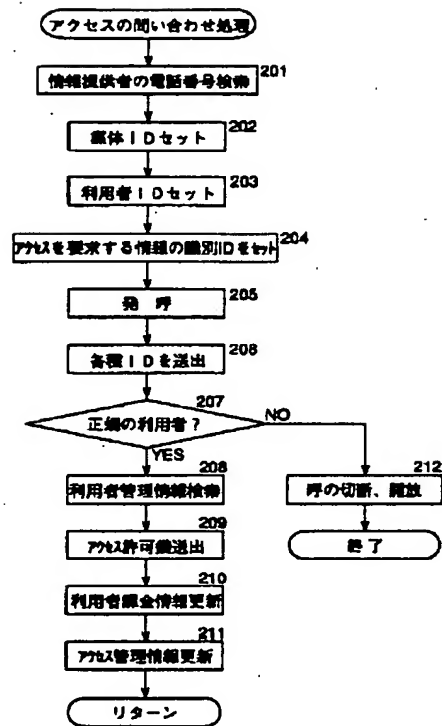 アクセスの問い合わせ処理
201
情報提供者の電話番号検索
202
媒体IDセット
203
利用者IDセット
204
アクセスを要求する情報の識別IDをセット
205
発 呼
206
各種IDを送出
207
正規の利用者?
NO
YES
208
利用者管理情報検索
212
呼の切断、開放
209
アクセス許可鍵送出
終了
210
利用者課金情報更新
211
アクセス管理情報更新
リターン